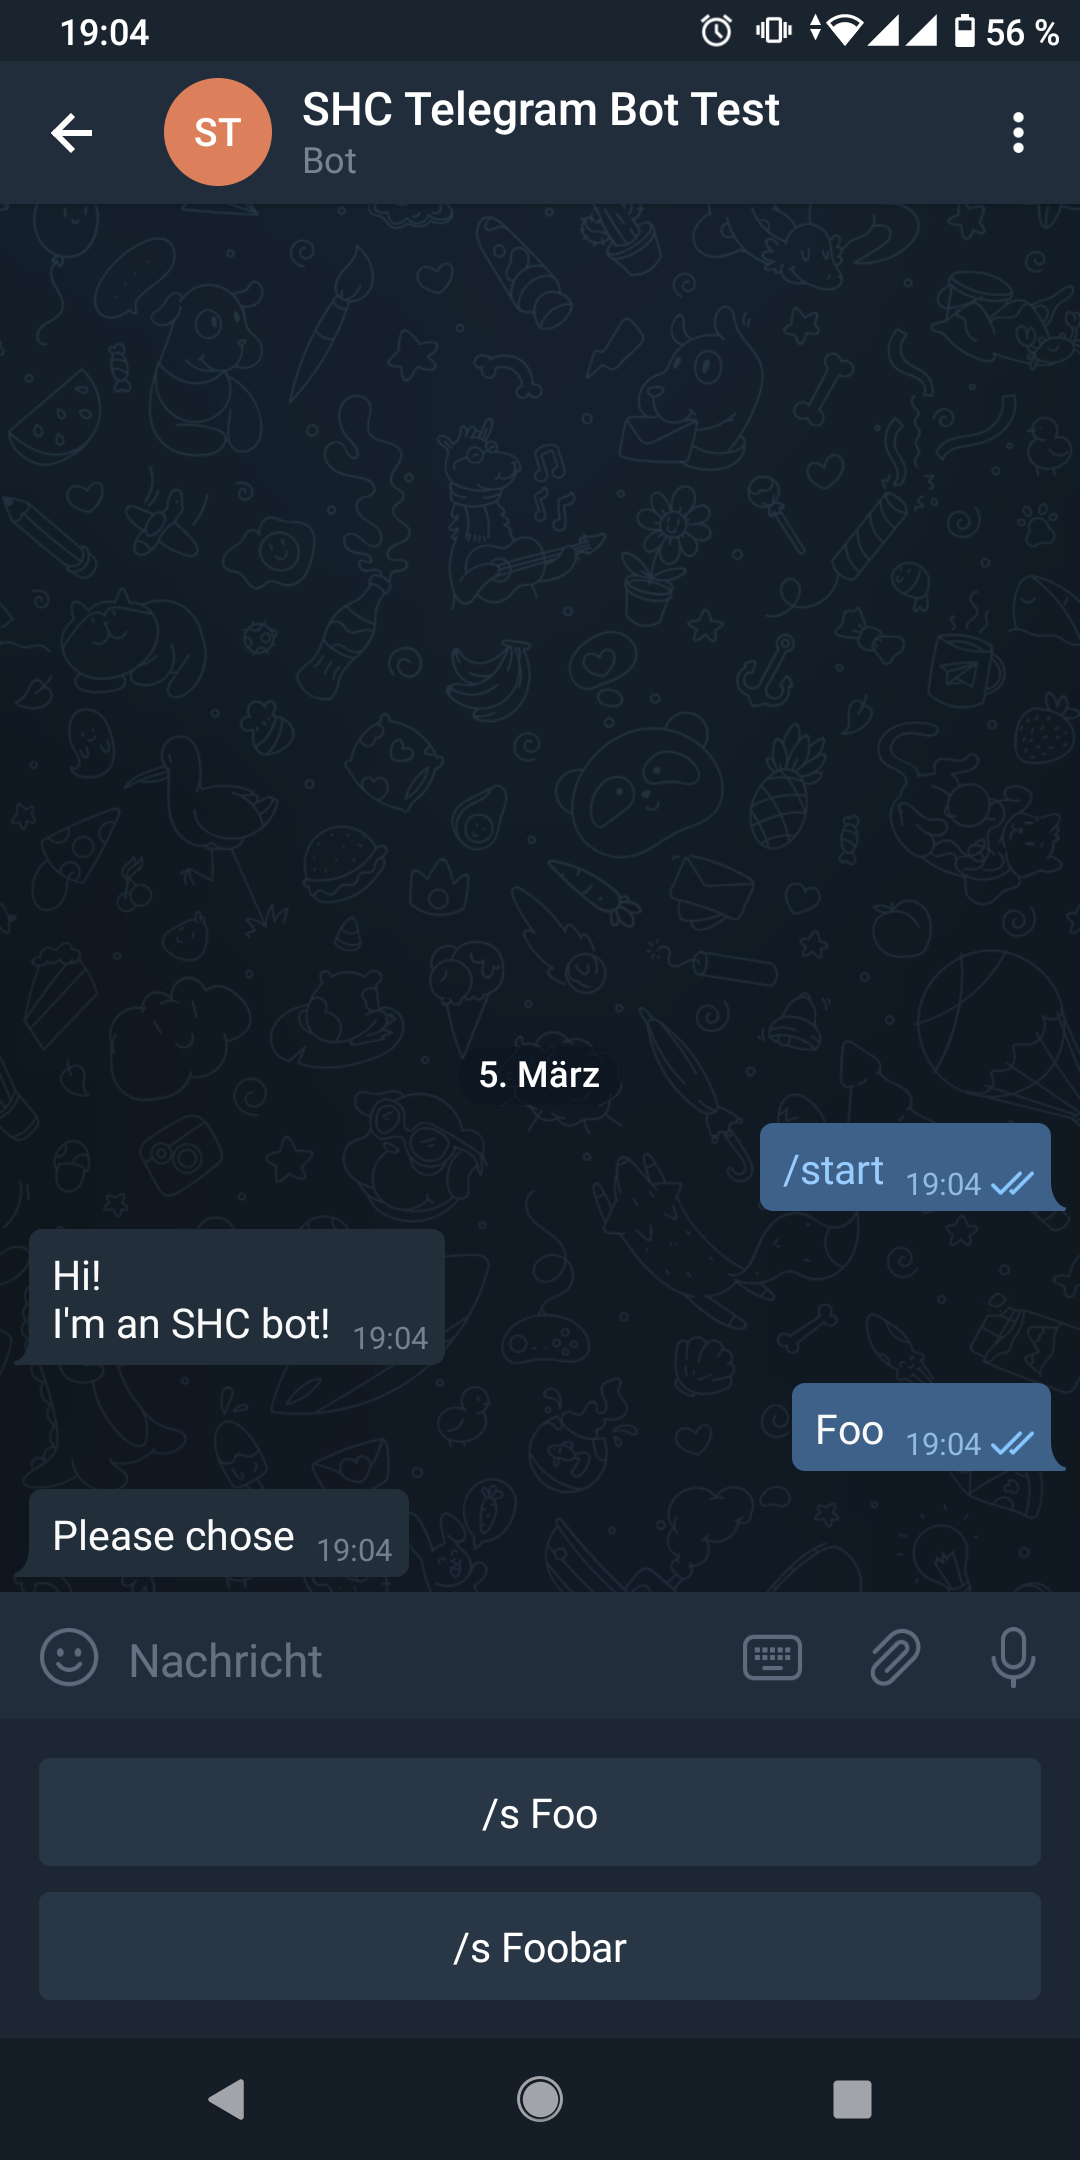 19:04
56 %
ST
SHC Telegram Bot Test
Bot
5. März
/start 19:04
Hi!
I'm an SHC bot! 19:04
Foo 19:04
Please chose 19:04
Nachricht
/s Foo
/s Foobar